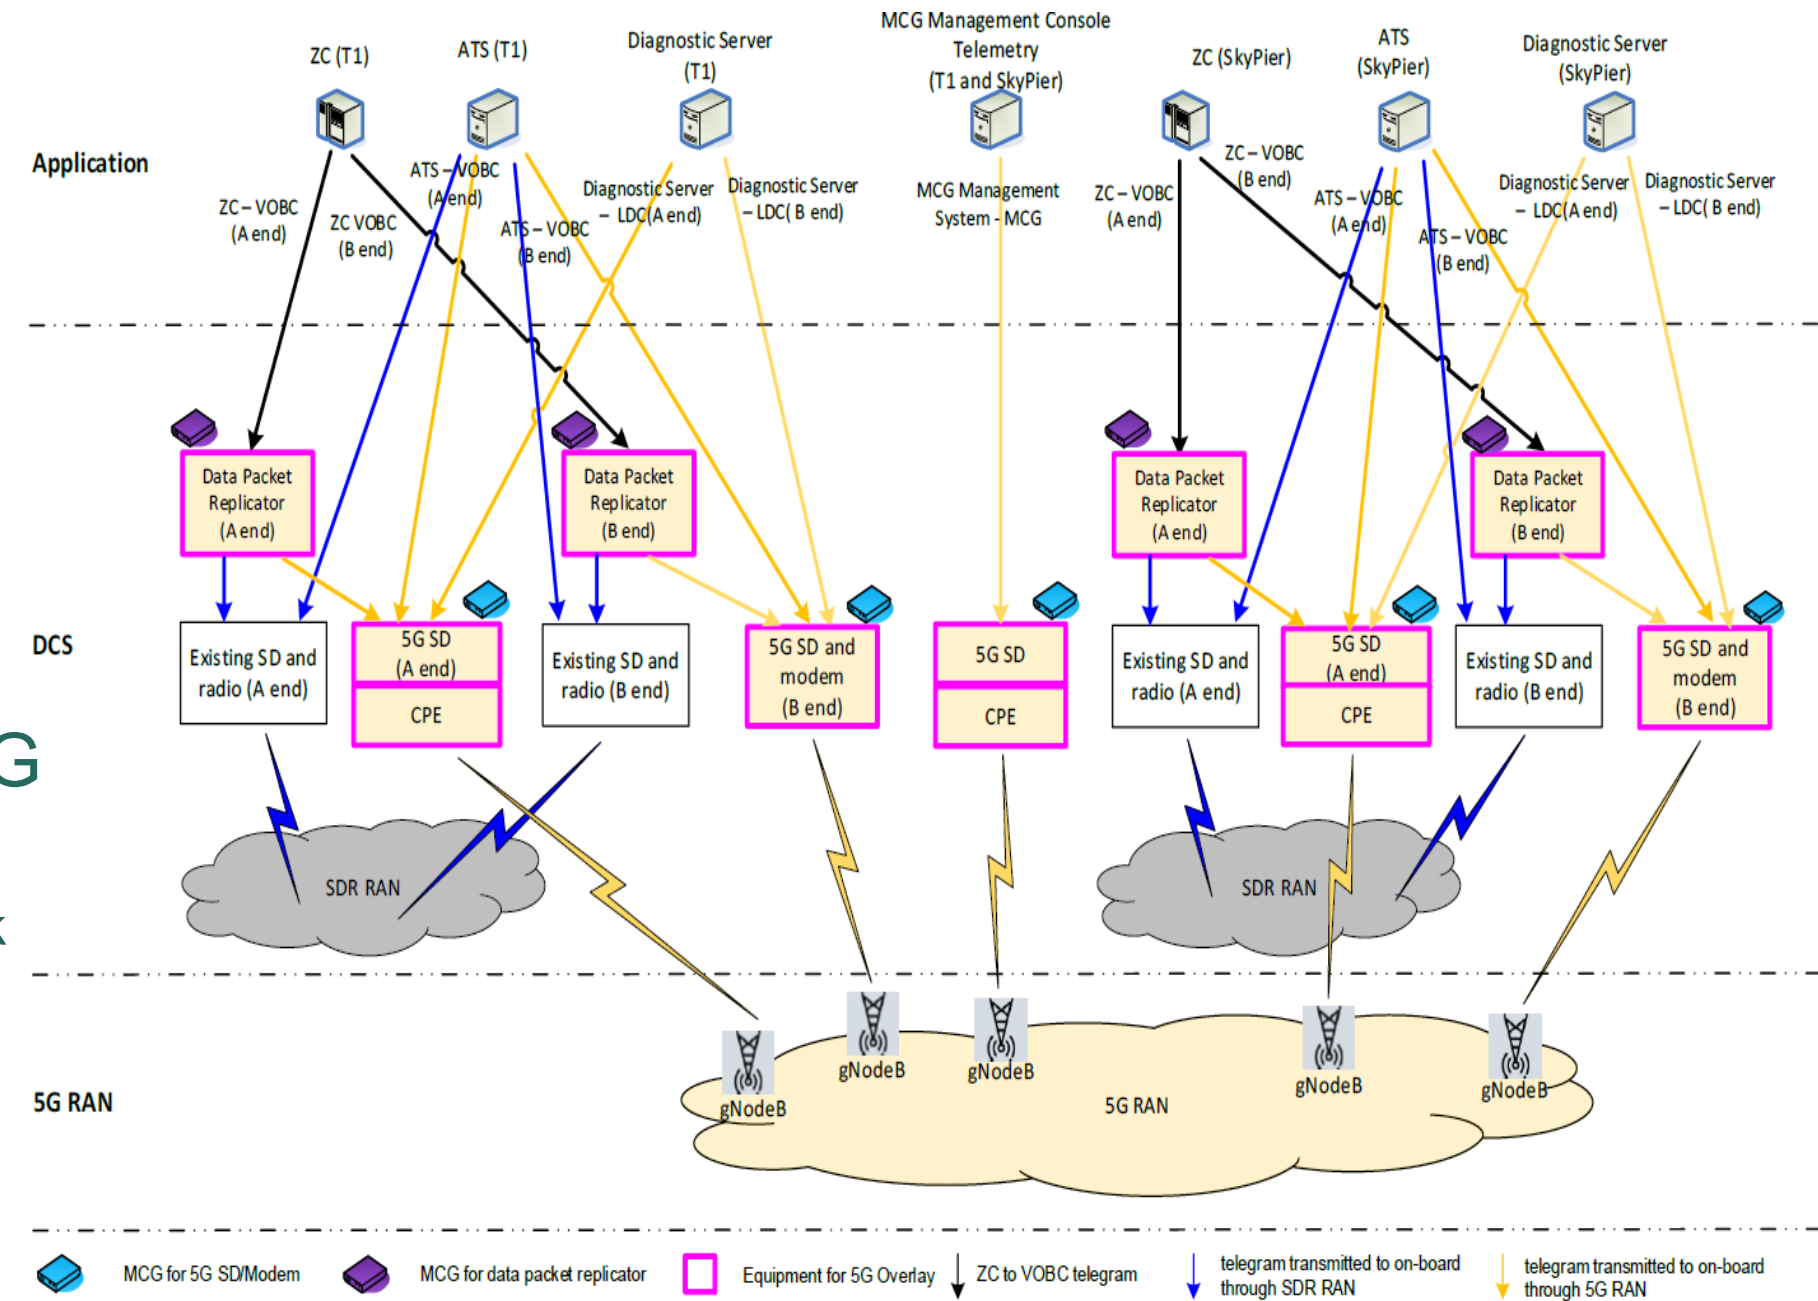 MCG Management Console
Telemetry
(T1 and SkyPier)
ZC (T1)
ATS (T1)
Diagnostic Server
(T1)
ZC (SkyPier)
ATS
(SkyPier)
Diagnostic Server
(SkyPier)
Application
ZC – VOBC
(A end)
ZC VOBC
(B end)
ATS – VOBC
(A end)
ATS – VOBC
(B end)
Diagnostic Server
– LDC(A end)
Diagnostic Server
– LDC( B end)
MCG Management
System - MCG
ZC – VOBC
(A end)
ZC – VOBC
(B end)
ATS – VOBC
(A end)
ATS – VOBC
(B end)
Diagnostic Server
– LDC(A end)
Diagnostic Server
– LDC( B end)
Data Packet
Replicator
(A end)
Data Packet
Replicator
(B end)
Data Packet
Replicator
(A end)
Data Packet
Replicator
(B end)
DCS
Existing SD and
radio (A end)
5G SD
(A end)
CPE
Existing SD and
radio (B end)
5G SD and
modem
(B end)
5G SD
CPE
Existing SD and
radio (A end)
5G SD
(A end)
CPE
Existing SD and
radio (B end)
5G SD and
modem
(B end)
G
k
SDR RAN
SDR RAN
5G RAN
gNodeB
gNodeB
gNodeB
gNodeB
gNodeB
5G RAN
MCG for 5G SD/Modem
MCG for data packet replicator
Equipment for 5G Overlay
ZC to VOBC telegram
telegram transmitted to on-board
through SDR RAN
telegram transmitted to on-board
through 5G RAN